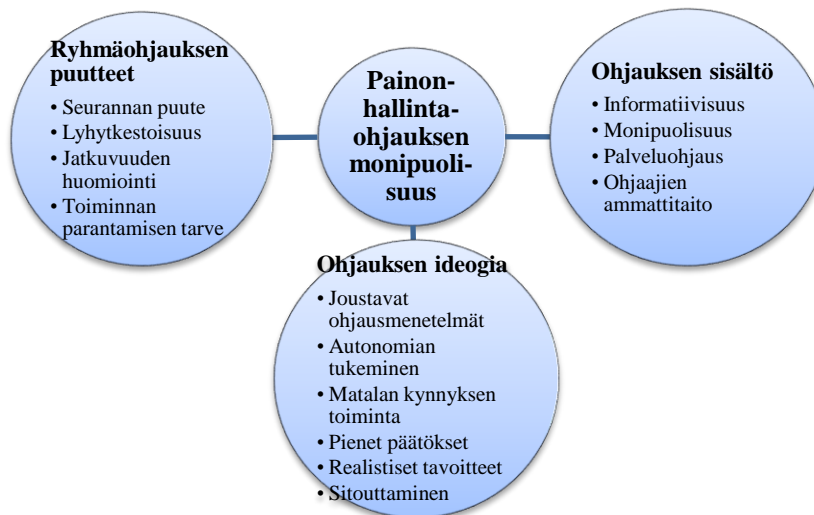 Ryhmäohjauksen
puutteet
• Seurannan puute
• Lyhytkestoisuus
• Jatkuvuuden
huomiointi
• Toiminnan
parantamisen tarve
Painon-
hallinta-
ohjauksen
monipuoli-
suus
Ohjauksen sisältö
• Informatiivisuus
• Monipuolisuus
• Palveluohjaus
• Ohjaajien
ammattitaito
Ohjauksen ideogia
• Joustavat
ohjausmenetelmät
• Autonomian
tukeminen
• Matalan kynnyksen
toiminta
• Pienet päätökset
• Realistiset tavoitteet
• Sitouttaminen